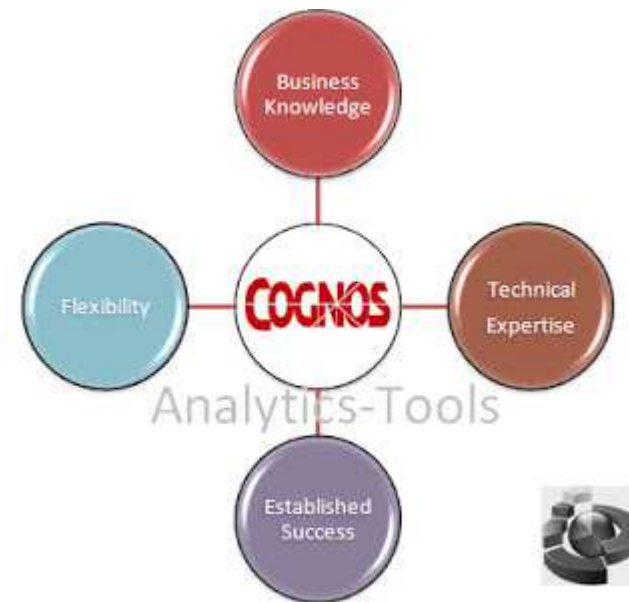 Business
Knowledge
Flexibility
COGNOS
Technical
Expertise
Analytics-Tools
Established
Success